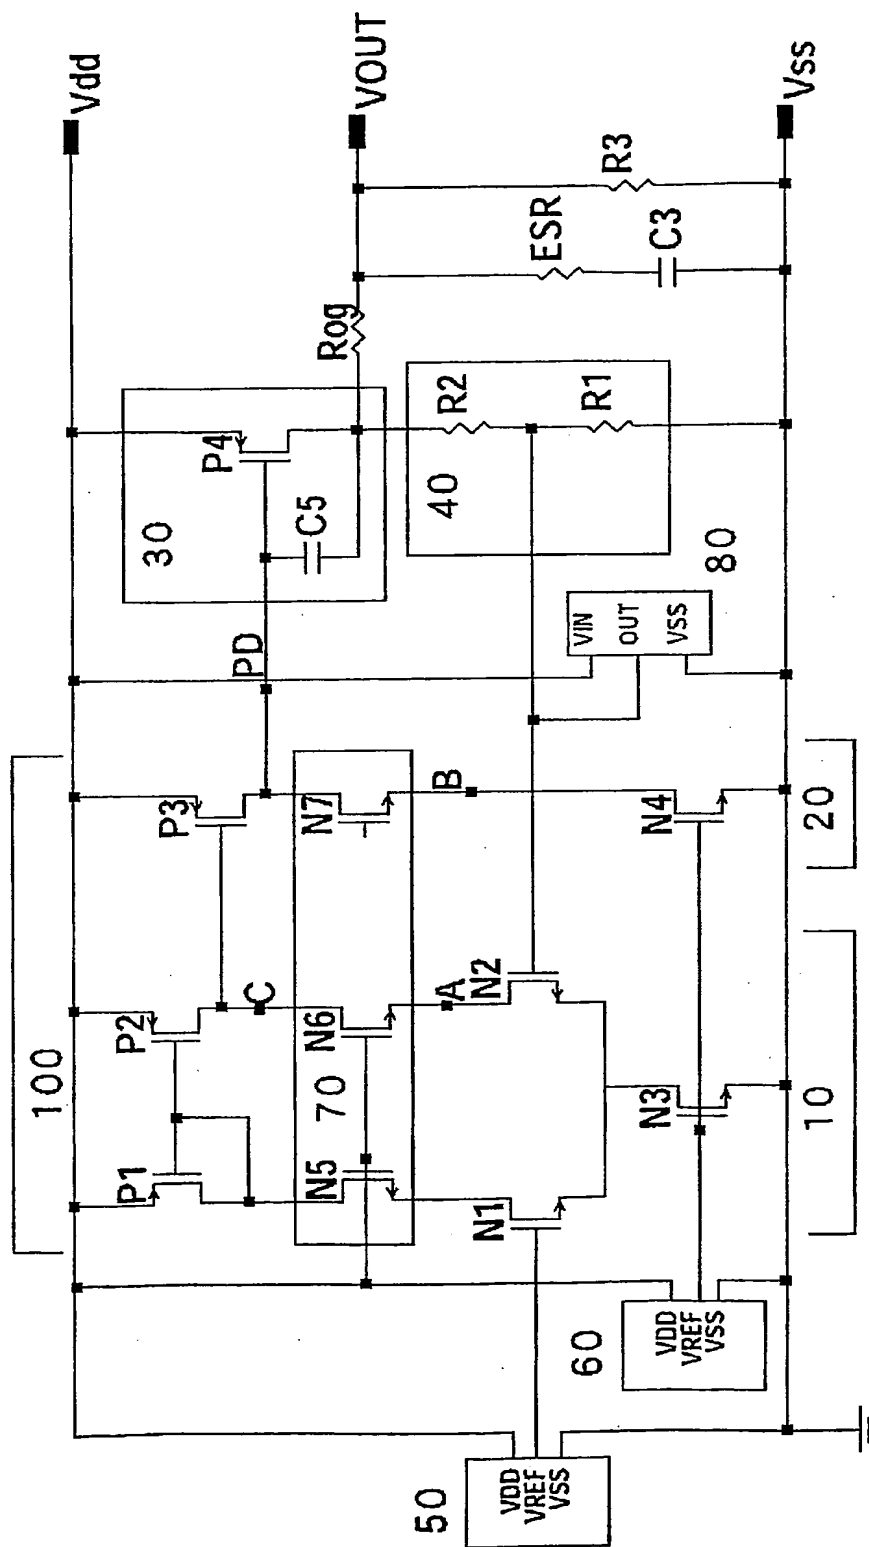 100
Vdd
P1
P2
P3
30
P4
C5
PD
Rog
VOUT
C
70
N5
N6
N7
40
R2
R1
ESR
C3
R3
A
B
N1
N2
50
VDD
VREF
VSS
60
VDD
VREF
VSS
N3
N4
VIN
OUT
VSS
80
10
20
Vss